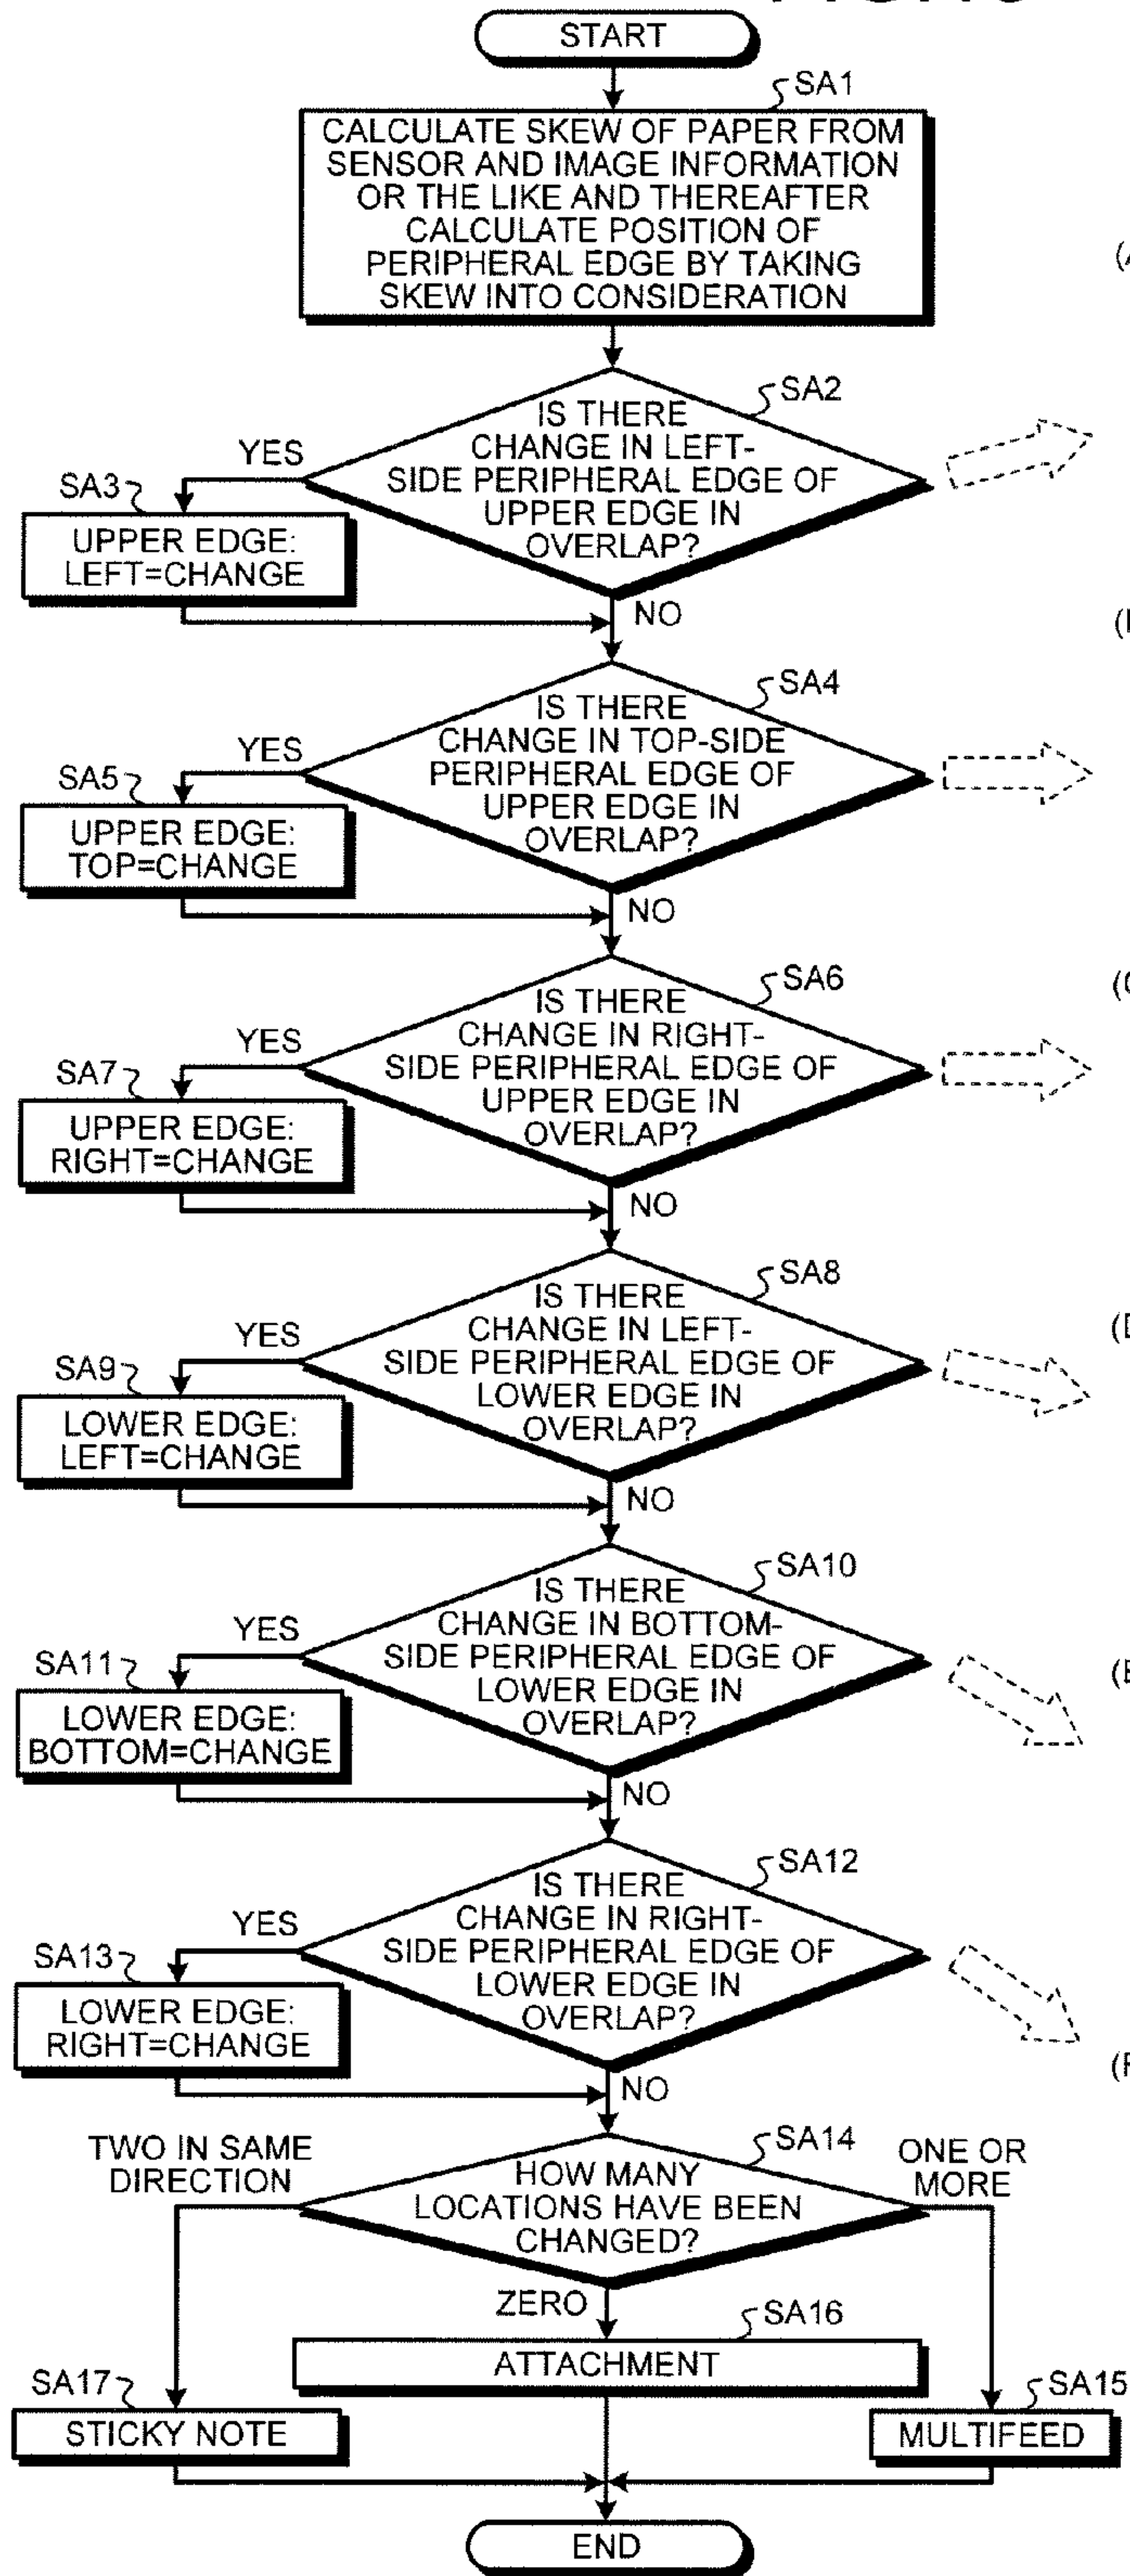 START
SA1
CALCULATE SKEW OF PAPER FROM
SENSOR AND IMAGE INFORMATION
OR THE LIKE AND THEREAFTER
CALCULATE POSITION OF
PERIPHERAL EDGE BY TAKING
SKEW INTO CONSIDERATION
SA2
IS THERE
CHANGE IN LEFT-
SIDE PERIPHERAL EDGE OF
UPPER EDGE IN
OVERLAP?
YES
SA3
UPPER EDGE:
LEFT=CHANGE
NO
SA4
IS THERE
CHANGE IN TOP-SIDE
PERIPHERAL EDGE OF
UPPER EDGE IN
OVERLAP?
YES
SA5
UPPER EDGE:
TOP=CHANGE
NO
SA6
IS THERE
CHANGE IN RIGHT-
SIDE PERIPHERAL EDGE OF
UPPER EDGE IN
OVERLAP?
YES
SA7
UPPER EDGE:
RIGHT=CHANGE
NO
SA8
IS THERE
CHANGE IN LEFT-
SIDE PERIPHERAL EDGE OF
LOWER EDGE IN
OVERLAP?
YES
SA9
LOWER EDGE:
LEFT=CHANGE
NO
SA10
IS THERE
CHANGE IN BOTTOM-
SIDE PERIPHERAL EDGE OF
LOWER EDGE IN
OVERLAP?
YES
SA11
LOWER EDGE:
BOTTOM=CHANGE
NO
SA12
IS THERE
CHANGE IN RIGHT-
SIDE PERIPHERAL EDGE OF
LOWER EDGE IN
OVERLAP?
YES
SA13
LOWER EDGE:
RIGHT=CHANGE
NO
SA14
HOW MANY
LOCATIONS HAVE BEEN
CHANGED?
TWO IN SAME
DIRECTION
ONE OR
MORE
ZERO
SA16
ATTACHMENT
SA17
STICKY NOTE
SA15
MULTIFEED
END